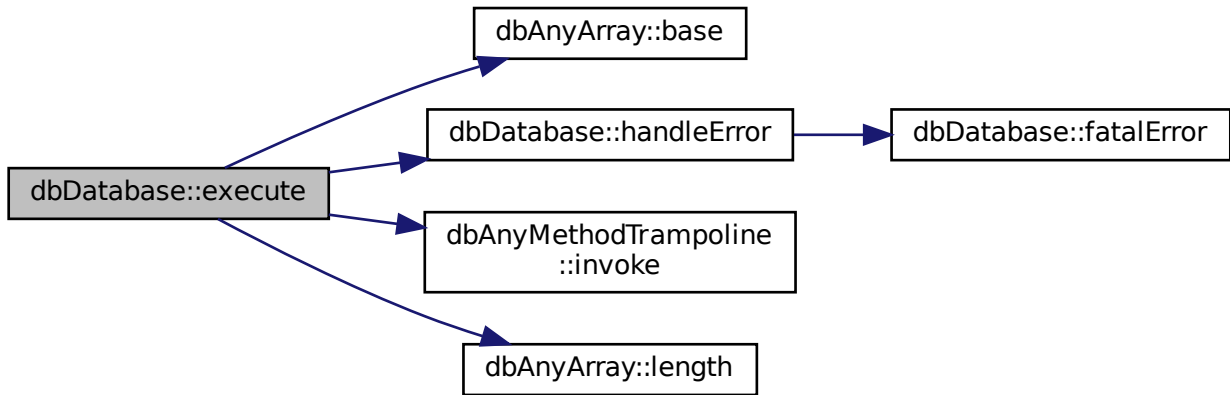 dbAnyArray::base
dbDatabase::handleError
dbDatabase::fatalError
dbDatabase::execute
dbAnyMethodTrampoline
::invoke
dbAnyArray::length